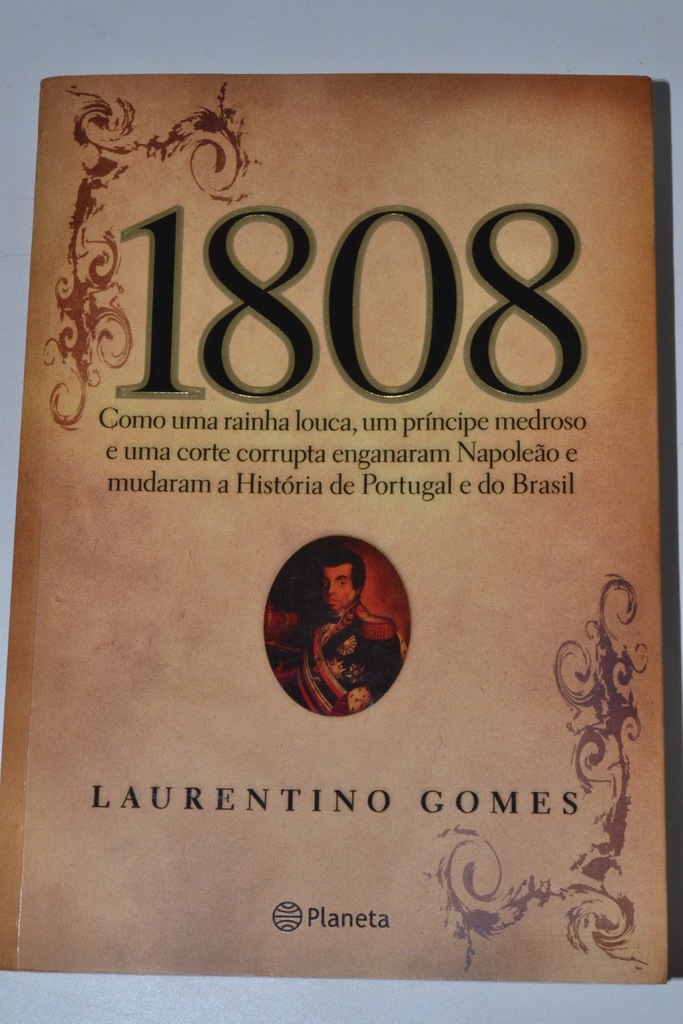 1808
Como uma rainha louca, um príncipe medroso
e uma corte corrupta enganaram Napoleão e
mudaram a História de Portugal e do Brasil
LAURENTINO GOMES
Planeta